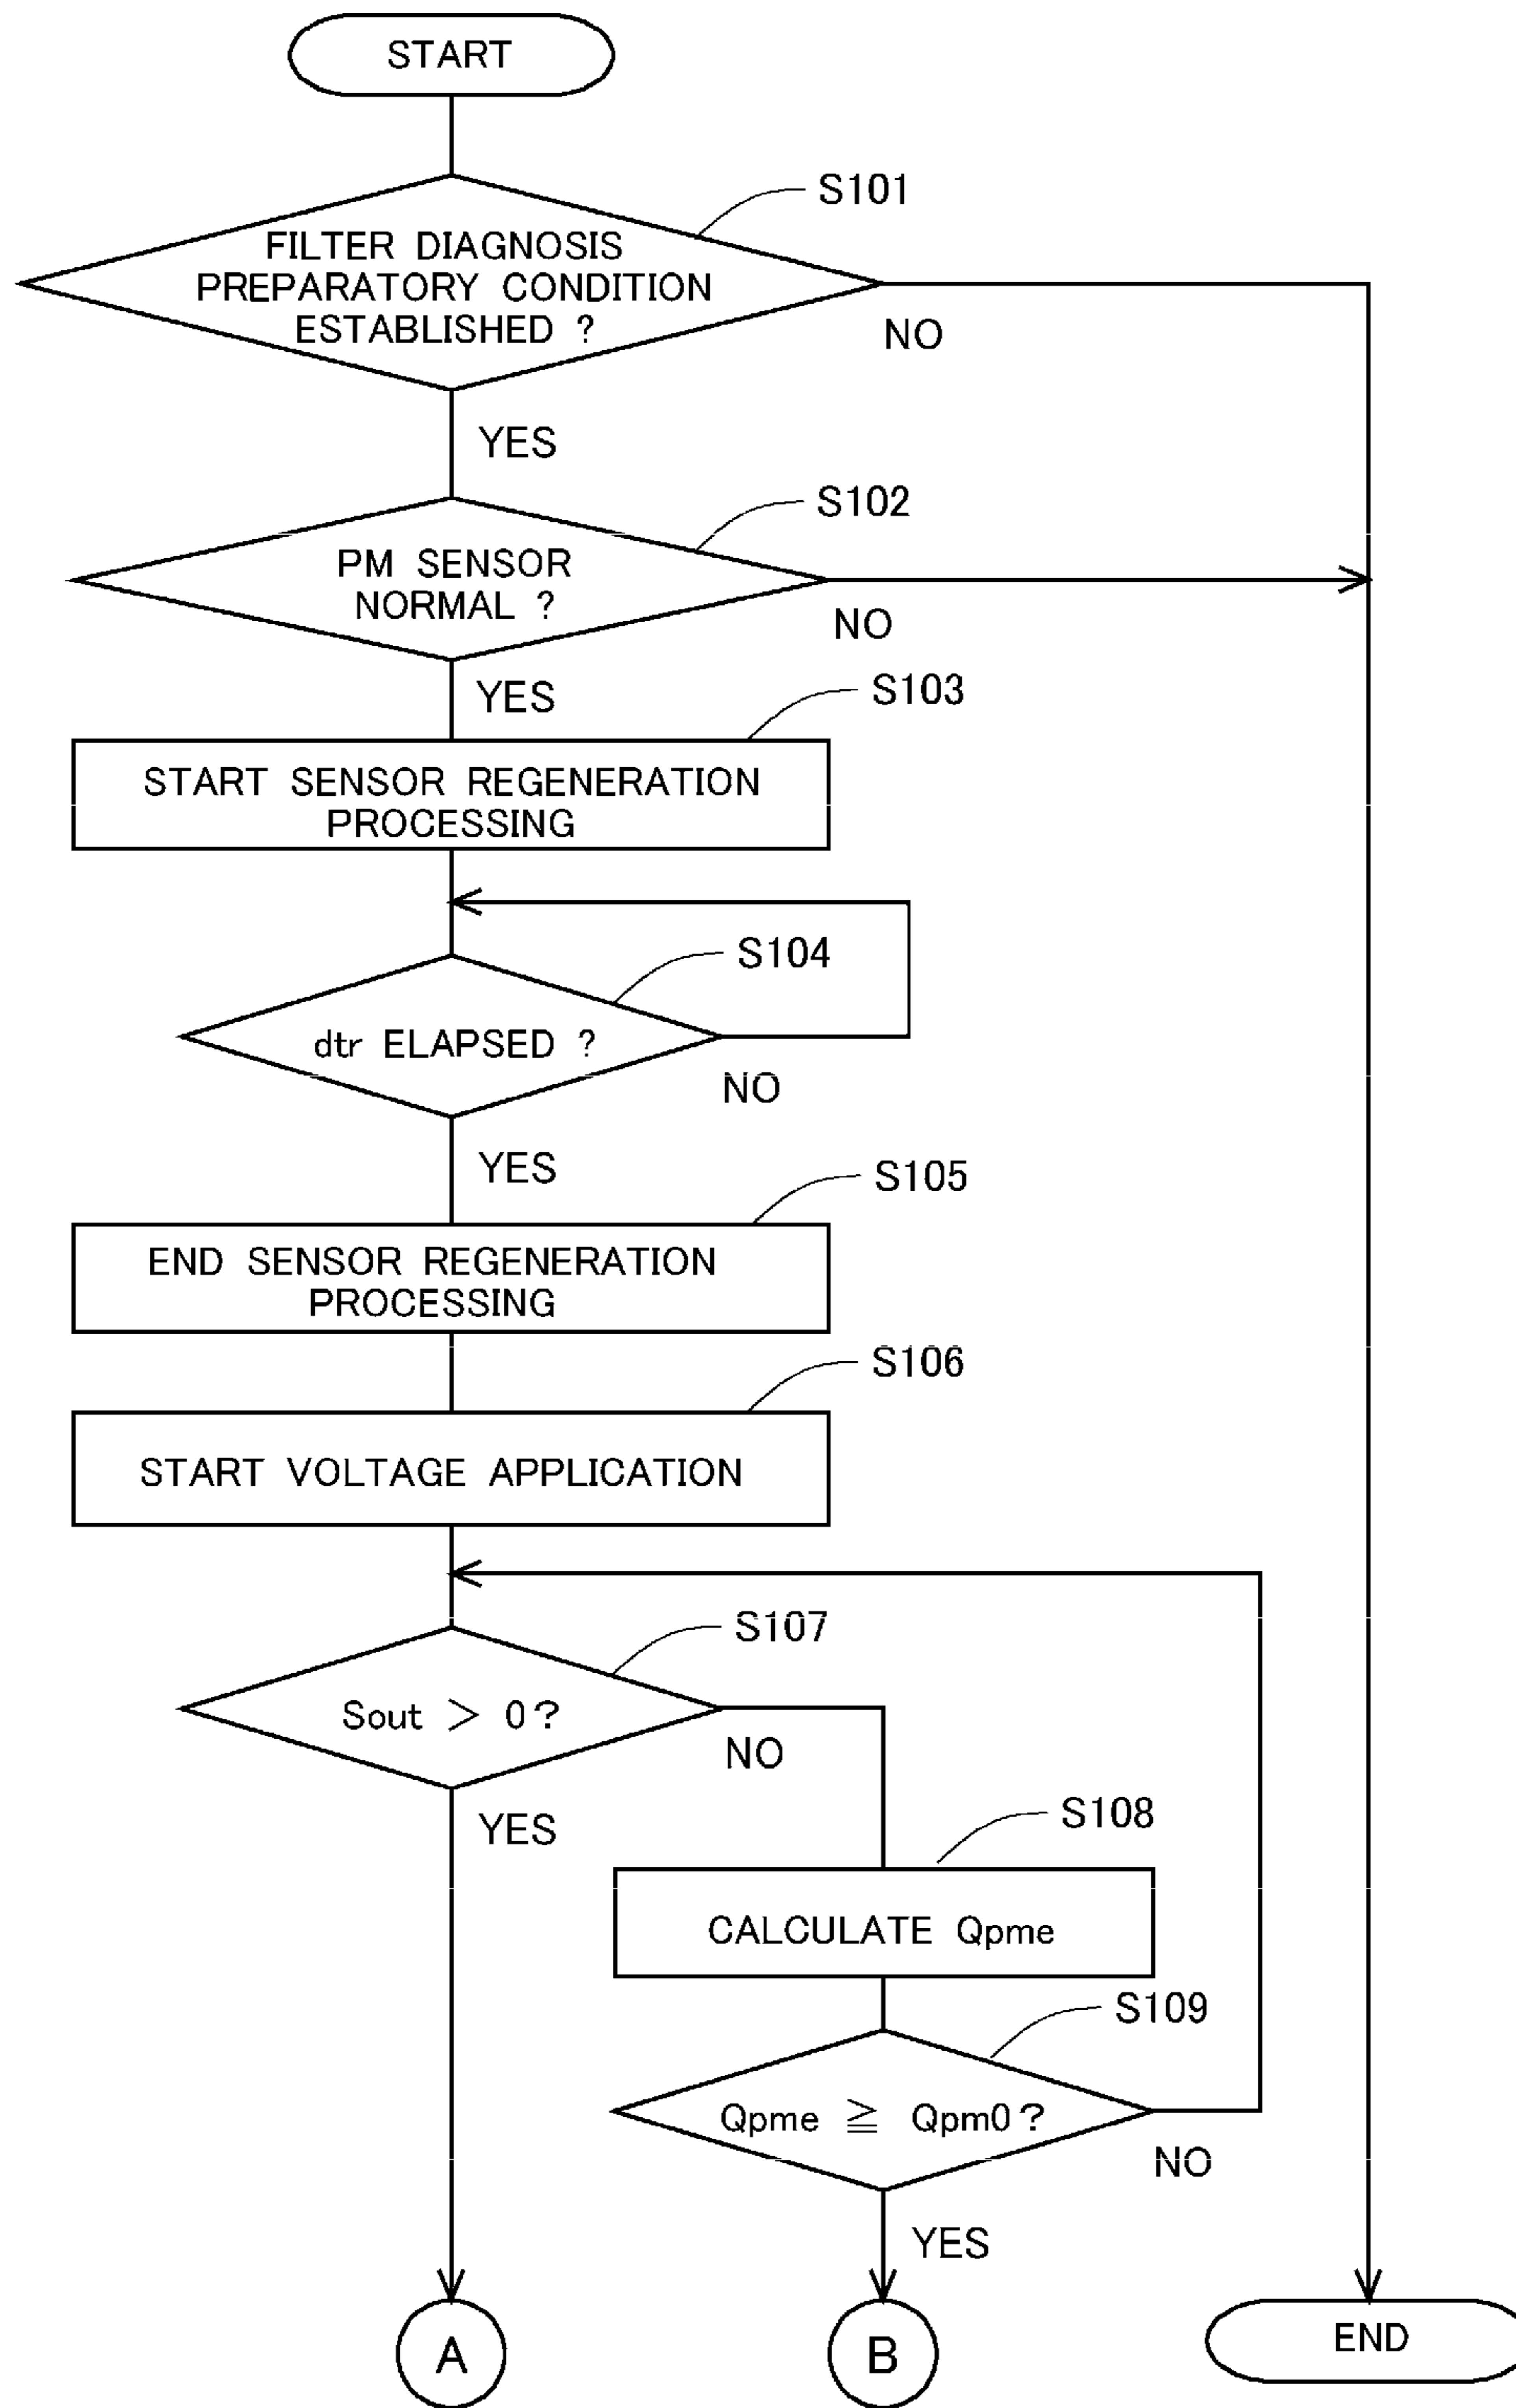 START
S101
FILTER DIAGNOSIS
PREPARATORY CONDITION
ESTABLISHED ?
NO
YES
S102
PM SENSOR
NORMAL ?
NO
YES
S103
START SENSOR REGENERATION
PROCESSING
S104
dtr ELAPSED ?
NO
YES
S105
END SENSOR REGENERATION
PROCESSING
S106
START VOLTAGE APPLICATION
S107
Sout > 0?
NO
YES
S108
CALCULATE Qpme
S109
Qpme ≧ Qpm0?
NO
YES
A
B
END